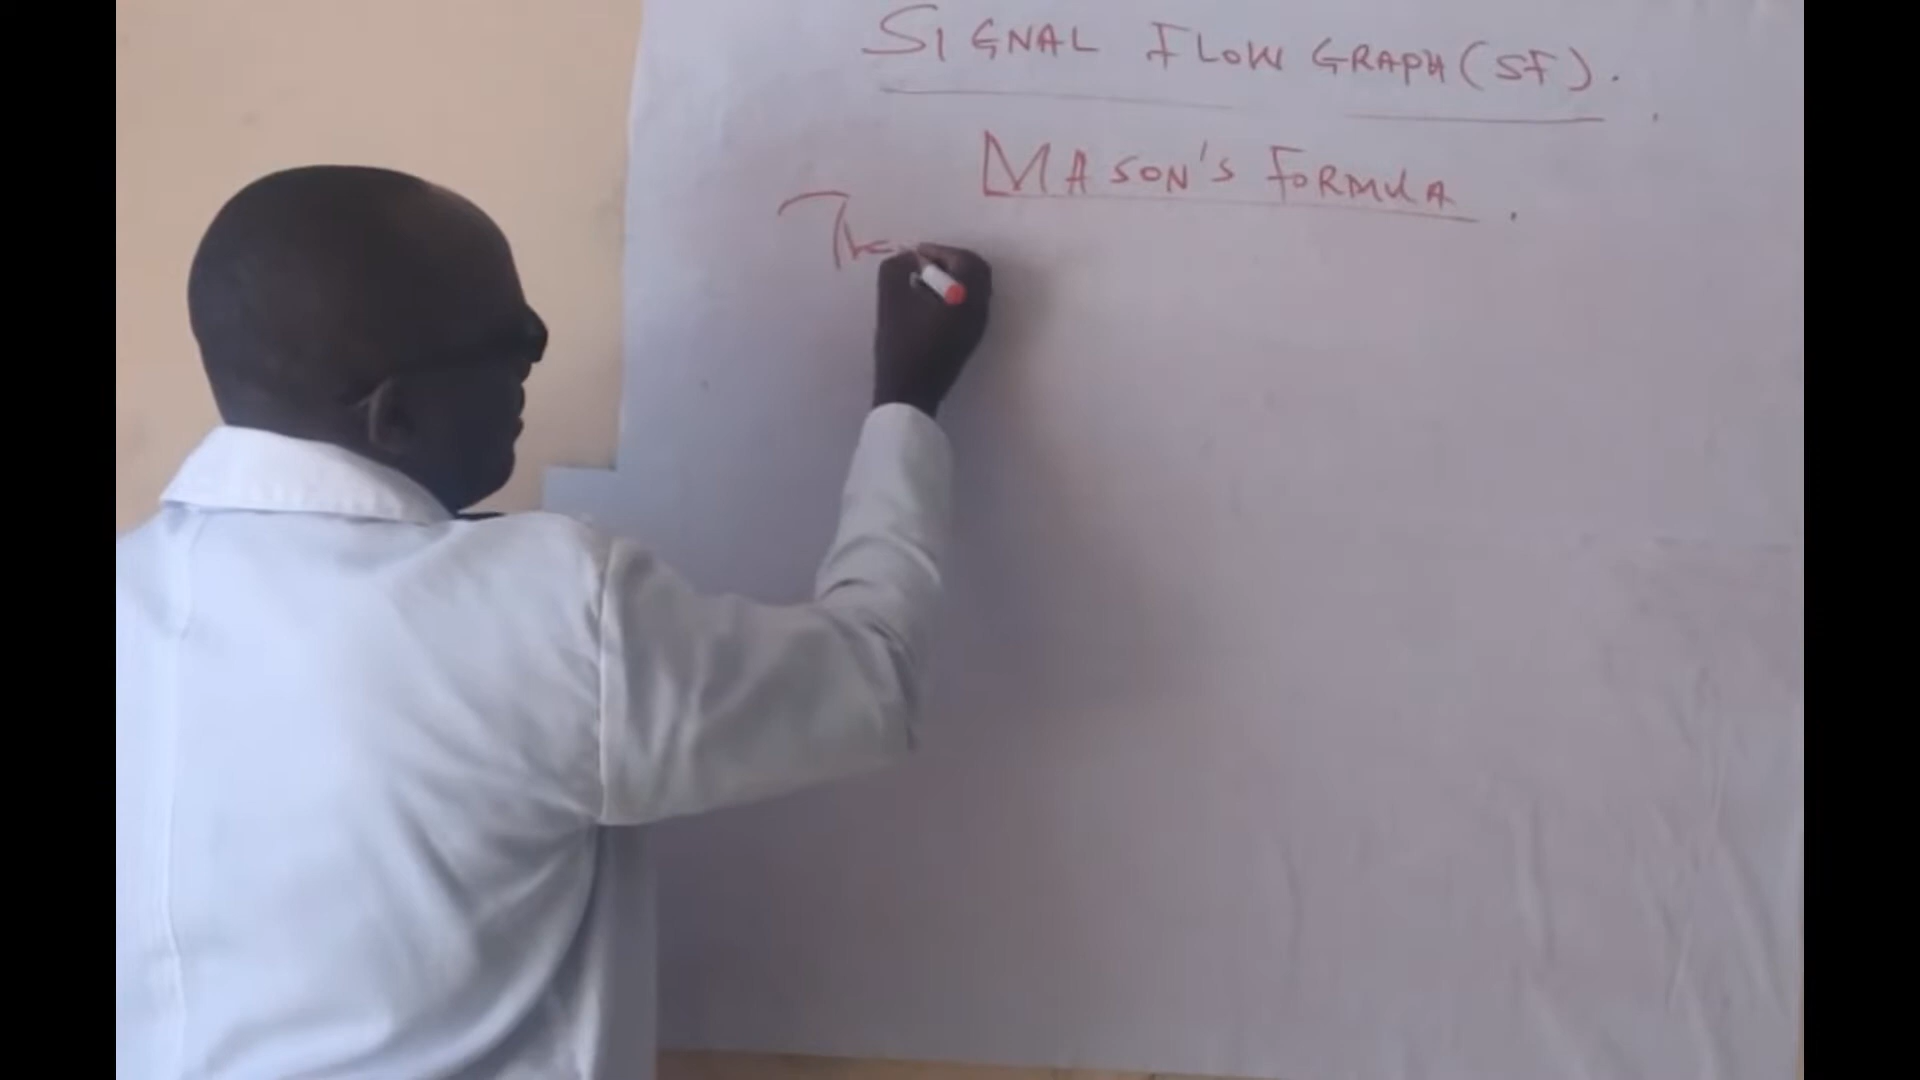 SIGNAL FLOW GRAPH (SF).
MASON'S FORMULA.
The